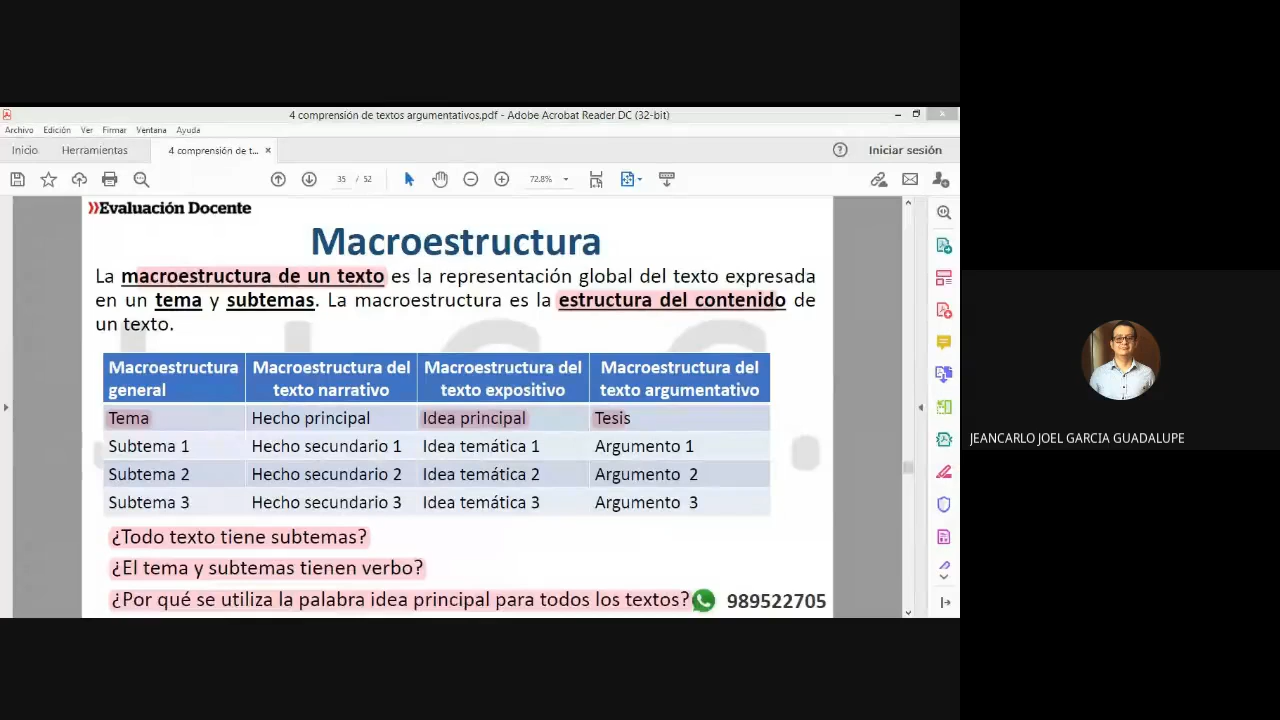 4 comprensión de textos argumentativos.pdf - Adobe Acrobat Reader DC (32-bit)
Archivo Edición Ver Firmar Ventana Ayuda
Inicio Herramientas 4 comprensión de t... × Iniciar sesión
35 / 52 72.8%
»Evaluación Docente
Macroestructura
La macroestructura de un texto es la representación global del texto expresada
en un tema y subtemas. La macroestructura es la estructura del contenido de
un texto.
Macroestructura general Macroestructura del texto narrativo Macroestructura del texto expositivo Macroestructura del texto argumentativo
Tema Hecho principal Idea principal Tesis
Subtema 1 Hecho secundario 1 Idea temática 1 Argumento 1
Subtema 2 Hecho secundario 2 Idea temática 2 Argumento 2
Subtema 3 Hecho secundario 3 Idea temática 3 Argumento 3
¿Todo texto tiene subtemas?
¿El tema y subtemas tienen verbo?
¿Por qué se utiliza la palabra idea principal para todos los textos? 989522705
JEANCARLO JOEL GARCIA GUADALUPE